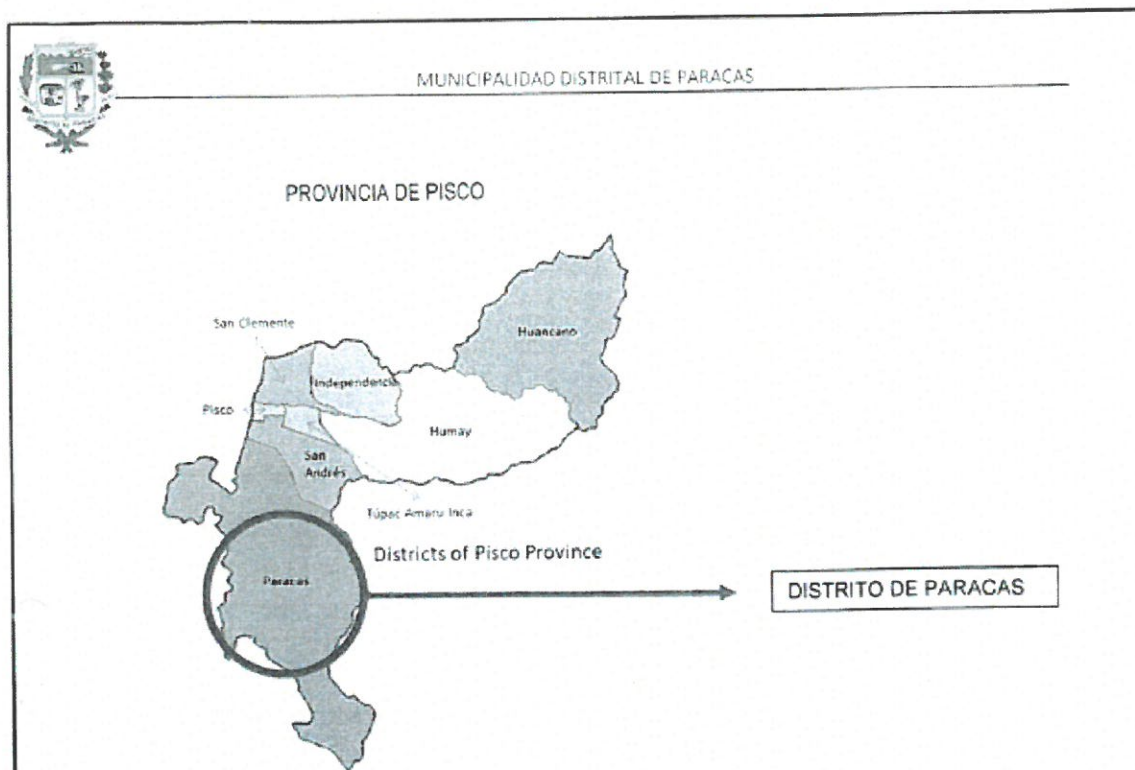 MUNICIPALIDAD DISTRITAL DE PARACAS
PROVINCIA DE PISCO
San Clemente
Huancano
Independencia
Pisco
Humay
San
Andrés
Túpac Amaru Inca
Districts of Pisco Province
Paracas
DISTRITO DE PARACAS